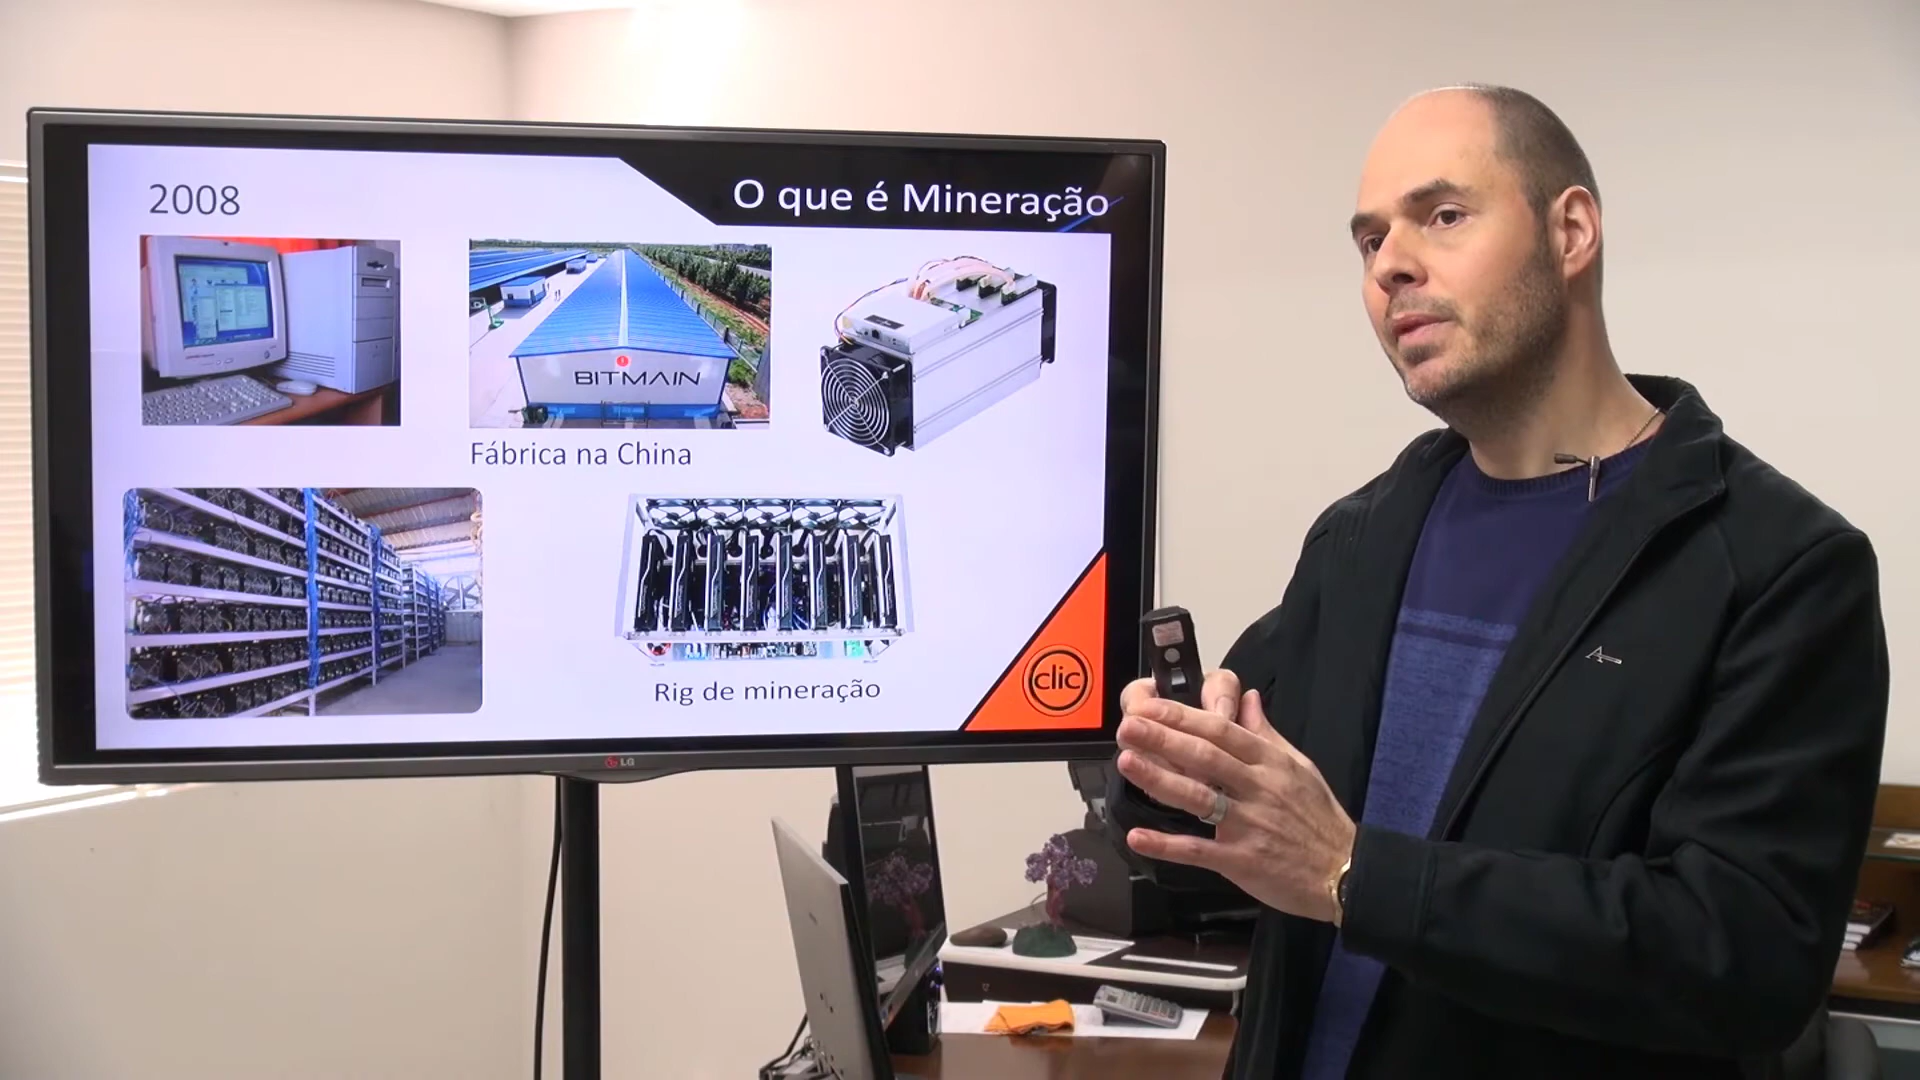 2008
O que é Mineração
BITMAIN
Fábrica na China
Rig de mineração
clic
LG